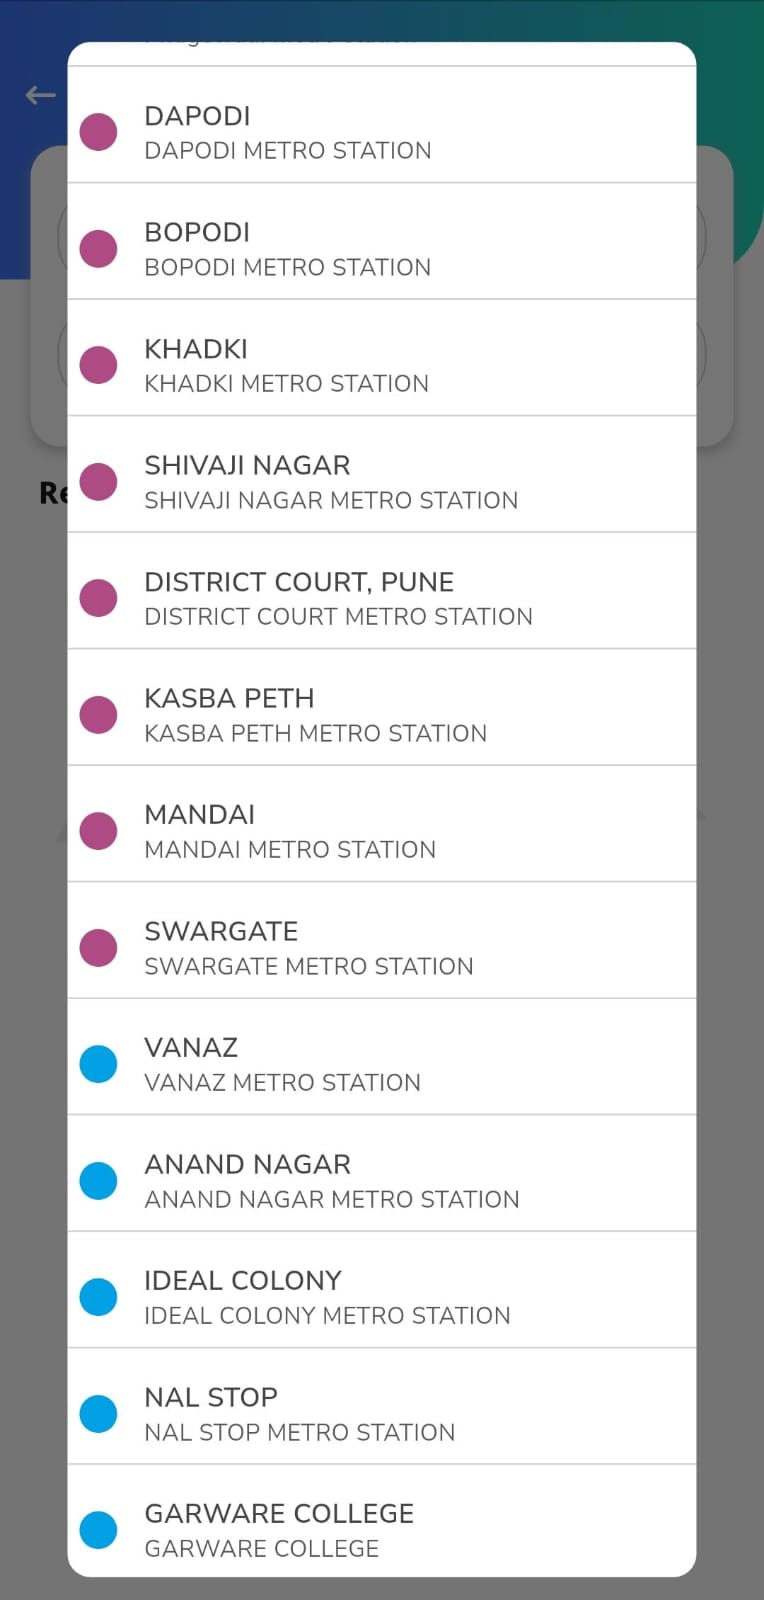 DAPODI
DAPODI METRO STATION
BOPODI
BOPODI METRO STATION
KHADKI
KHADKI METRO STATION
SHIVAJI NAGAR
SHIVAJI NAGAR METRO STATION
DISTRICT COURT, PUNE
DISTRICT COURT METRO STATION
KASBA PETH
KASBA PETH METRO STATION
MANDAI
MANDAI METRO STATION
SWARGATE
SWARGATE METRO STATION
VANAZ
VANAZ METRO STATION
ANAND NAGAR
ANAND NAGAR METRO STATION
IDEAL COLONY
IDEAL COLONY METRO STATION
NAL STOP
NAL STOP METRO STATION
GARWARE COLLEGE
GARWARE COLLEGE